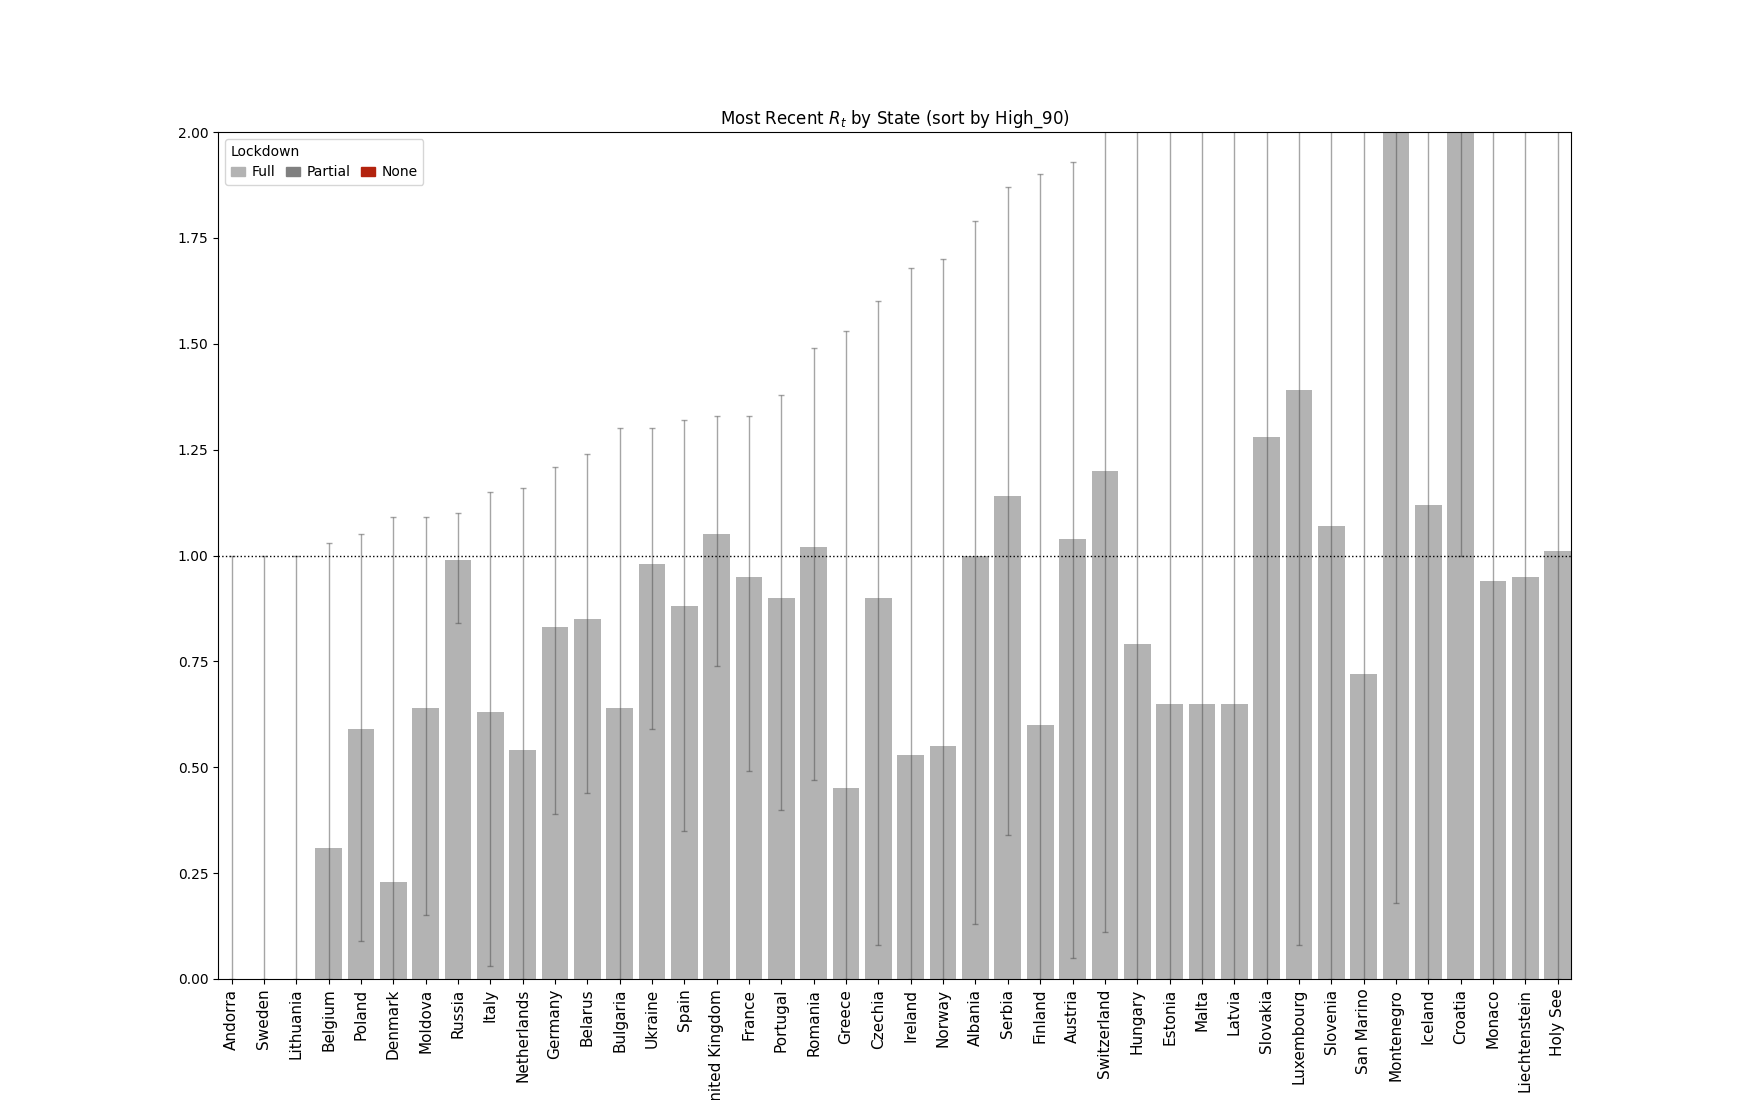 Most Recent R_t by State (sort by High_90)
Lockdown
Full Partial None
2.00
1.75
1.50
1.25
1.00
0.75
0.50
0.25
0.00
Andorra
Sweden
Lithuania
Belgium
Poland
Denmark
Moldova
Russia
Italy
Netherlands
Germany
Belarus
Bulgaria
Ukraine
Spain
nited Kingdom
France
Portugal
Romania
Greece
Czechia
Ireland
Norway
Albania
Serbia
Finland
Austria
Switzerland
Hungary
Estonia
Malta
Latvia
Slovakia
Luxembourg
Slovenia
San Marino
Montenegro
Iceland
Croatia
Monaco
Liechtenstein
Holy See